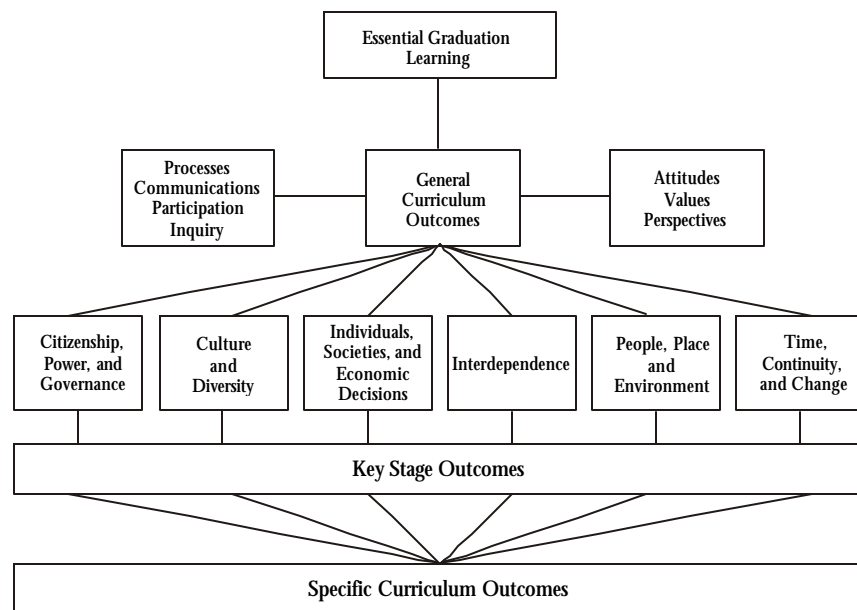 Essential Graduation
Learning
Processes
Communications
Participation
Inquiry
General
Curriculum
Outcomes
Attitudes
Values
Perspectives
Citizenship,
Power, and
Governance
Culture
and
Diversity
Individuals,
Societies, and
Economic
Decisions
Interdependence
People, Place
and
Environment
Time,
Continuity,
and Change
Key Stage Outcomes
Specific Curriculum Outcomes